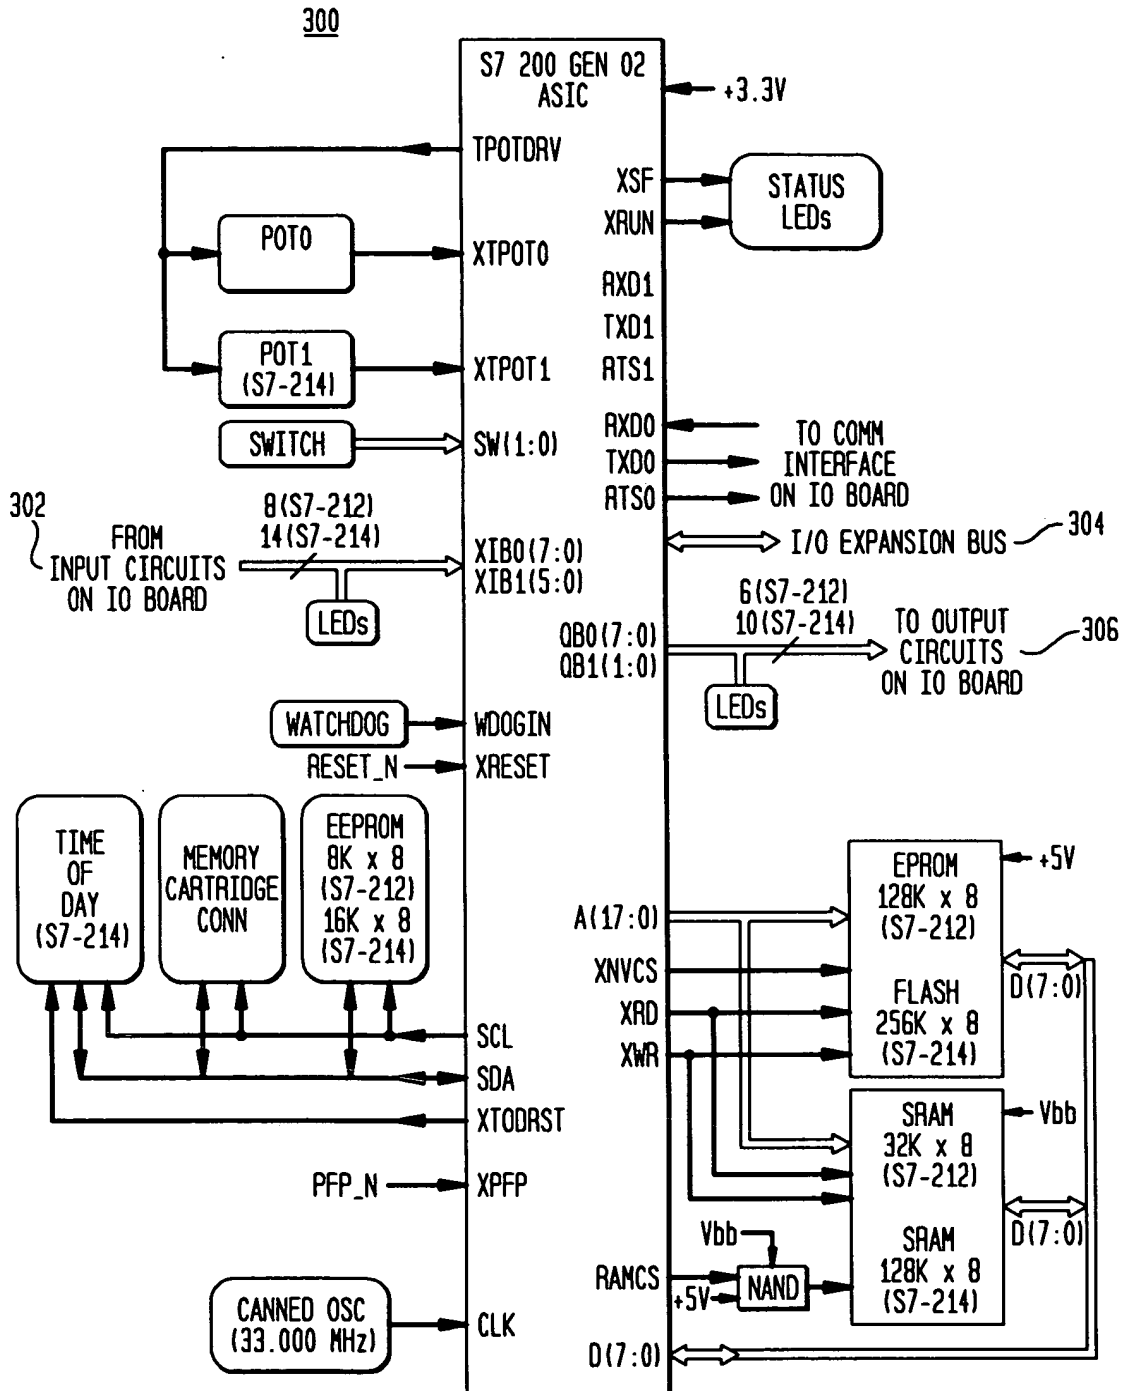 300
S7 200 GEN 02
ASIC
+3.3V
TPOTDRV
XSF
XRUN
STATUS
LEDs
POT0
XTPOT0
RXD1
TXD1
RTS1
POT1
(S7-214)
XTPOT1
SWITCH
SW(1:0)
RXD0
TXD0
RTS0
TO COMM
INTERFACE
ON IO BOARD
302
FROM
INPUT CIRCUITS
ON IO BOARD
8(S7-212)
14(S7-214)
XIB0(7:0)
XIB1(5:0)
LEDs
I/O EXPANSION BUS
304
QB0(7:0)
QB1(1:0)
6(S7-212)
10(S7-214)
TO OUTPUT
CIRCUITS
ON IO BOARD
306
LEDs
WATCHDOG
WDOGIN
RESET_N
XRESET
TIME
OF
DAY
(S7-214)
MEMORY
CARTRIDGE
CONN
EEPROM
8K x 8
(S7-212)
16K x 8
(S7-214)
SCL
SDA
XTODRST
PFP_N
XPFP
CANNED OSC
(33.000 MHz)
CLK
A(17:0)
XNVCS
XRD
XWR
EPROM
128K x 8
(S7-212)
FLASH
256K x 8
(S7-214)
+5V
D(7:0)
SRAM
32K x 8
(S7-212)
SRAM
128K x 8
(S7-214)
Vbb
D(7:0)
Vbb
RAMCS
+5V
NAND
D(7:0)